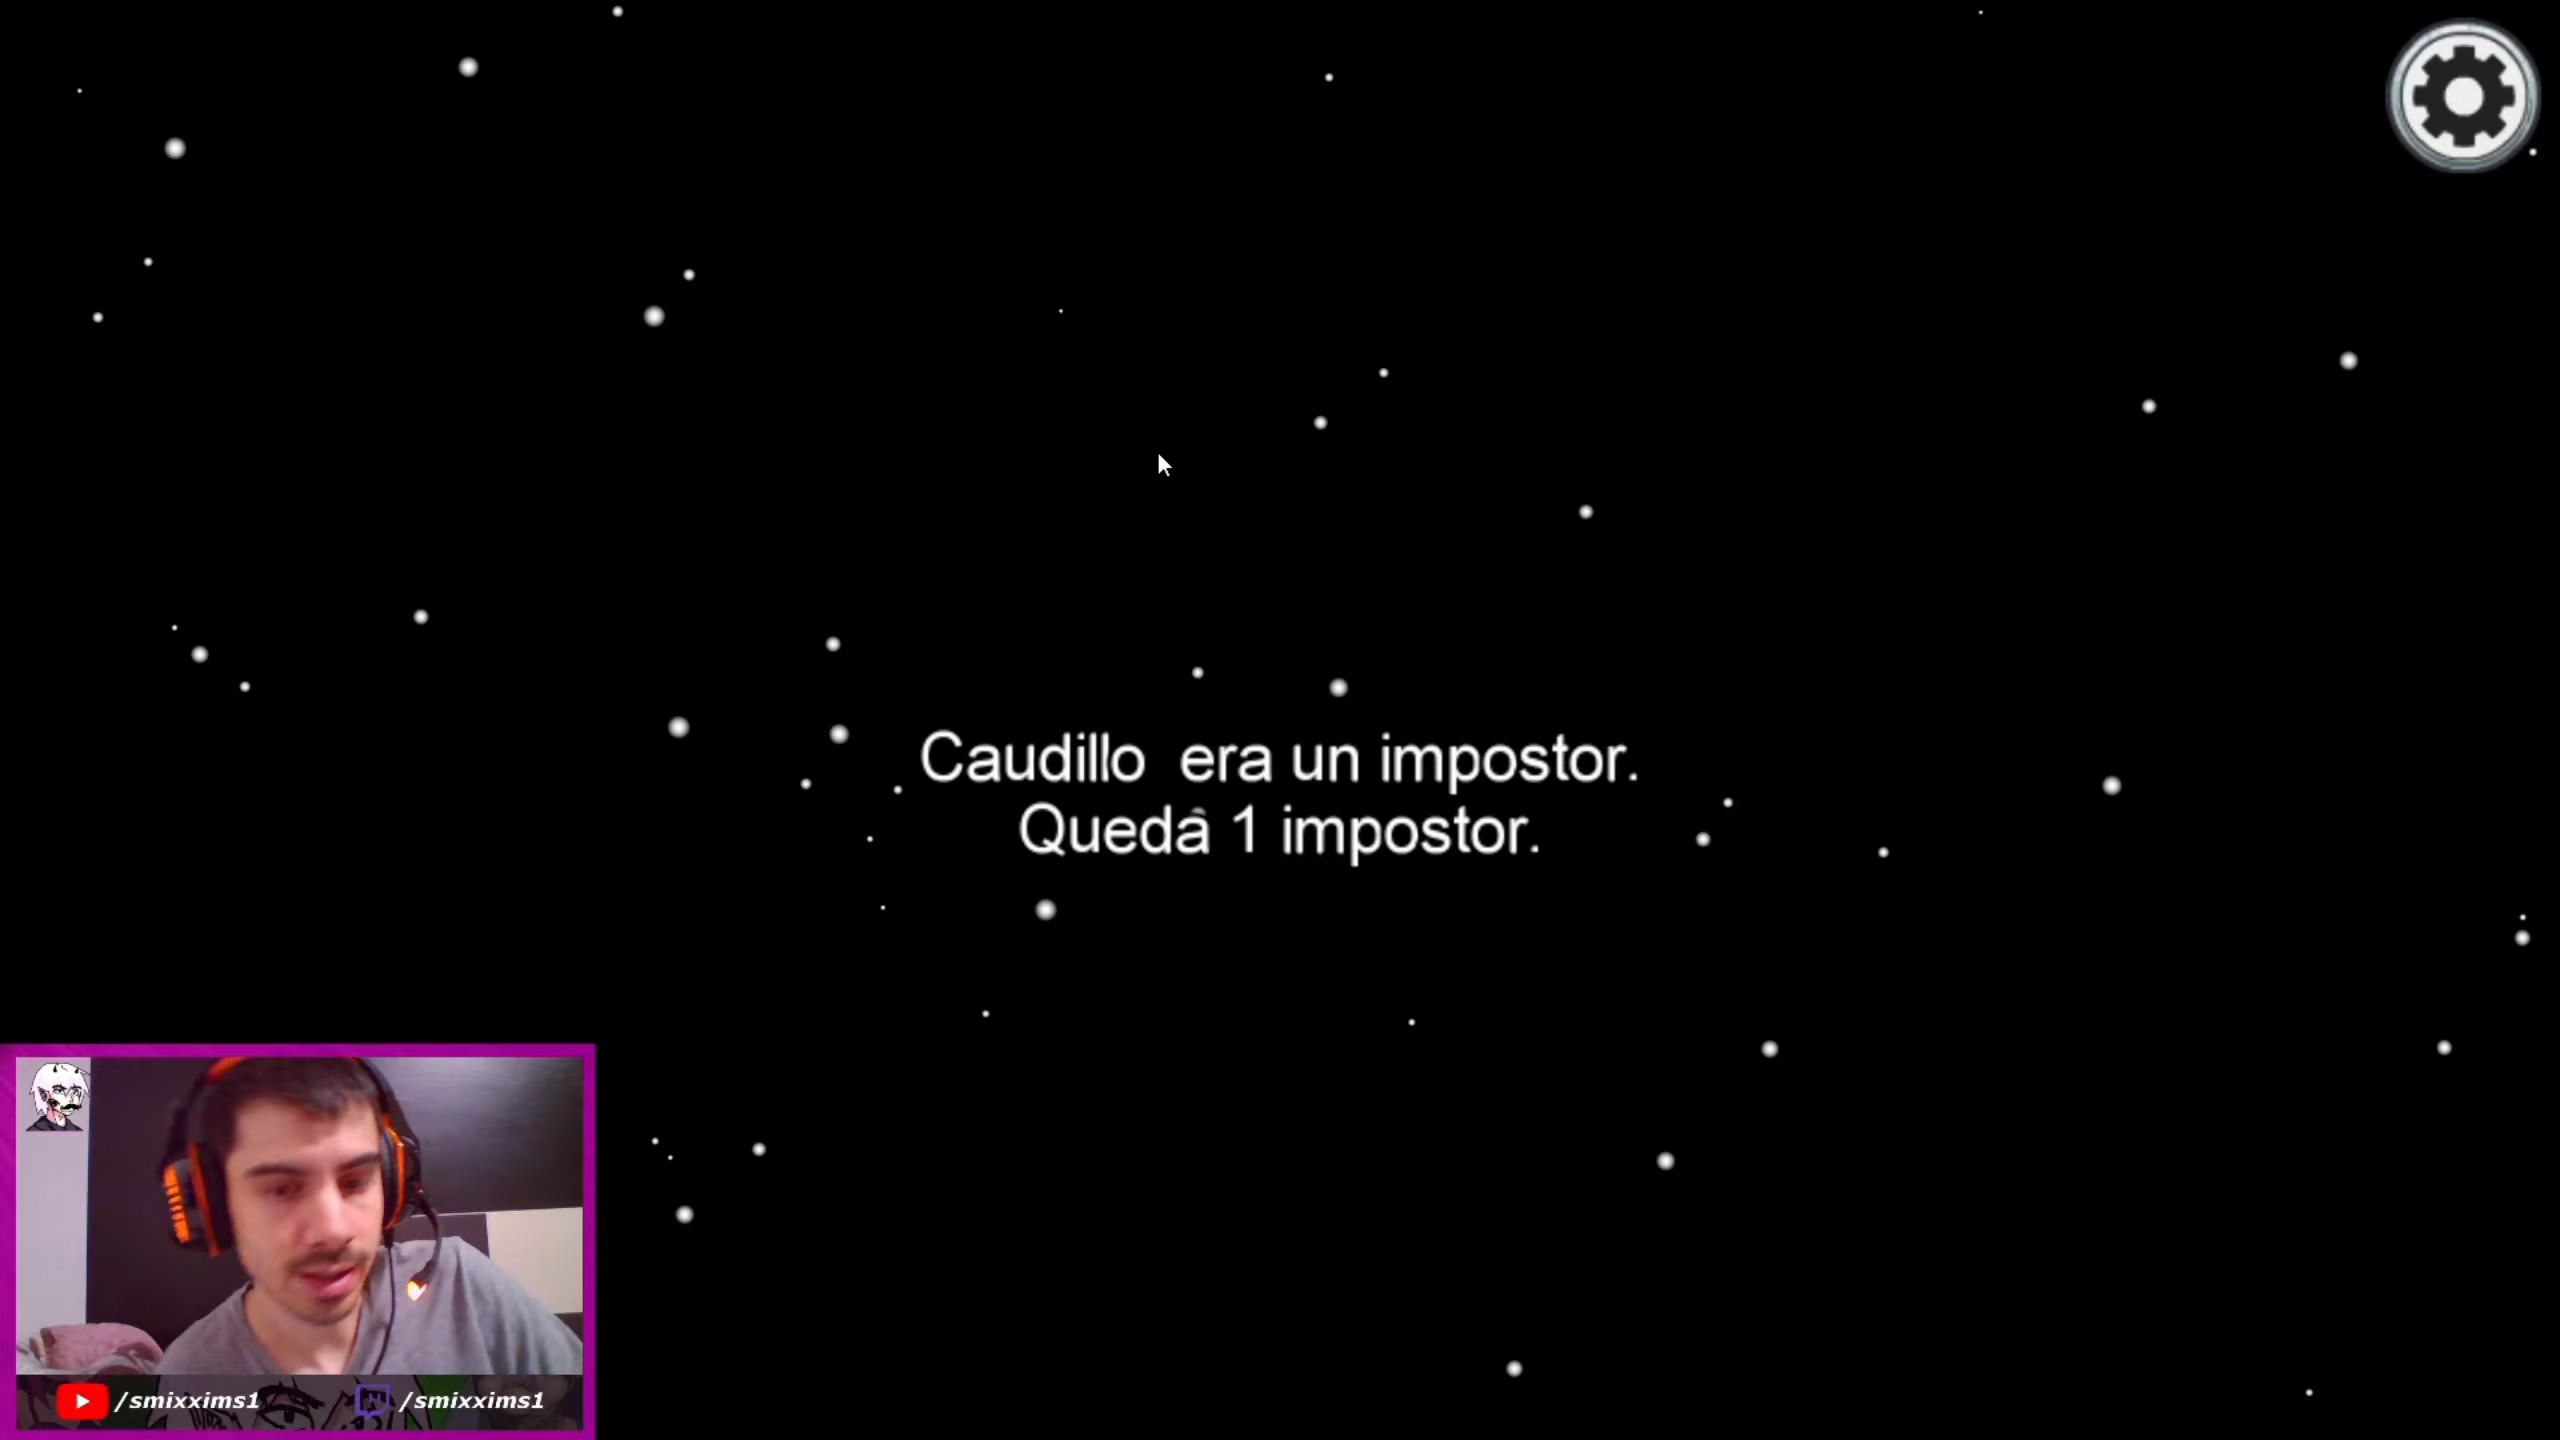 Caudillo  era un impostor.
Queda 1 impostor.
/smixxims1 /smixxims1